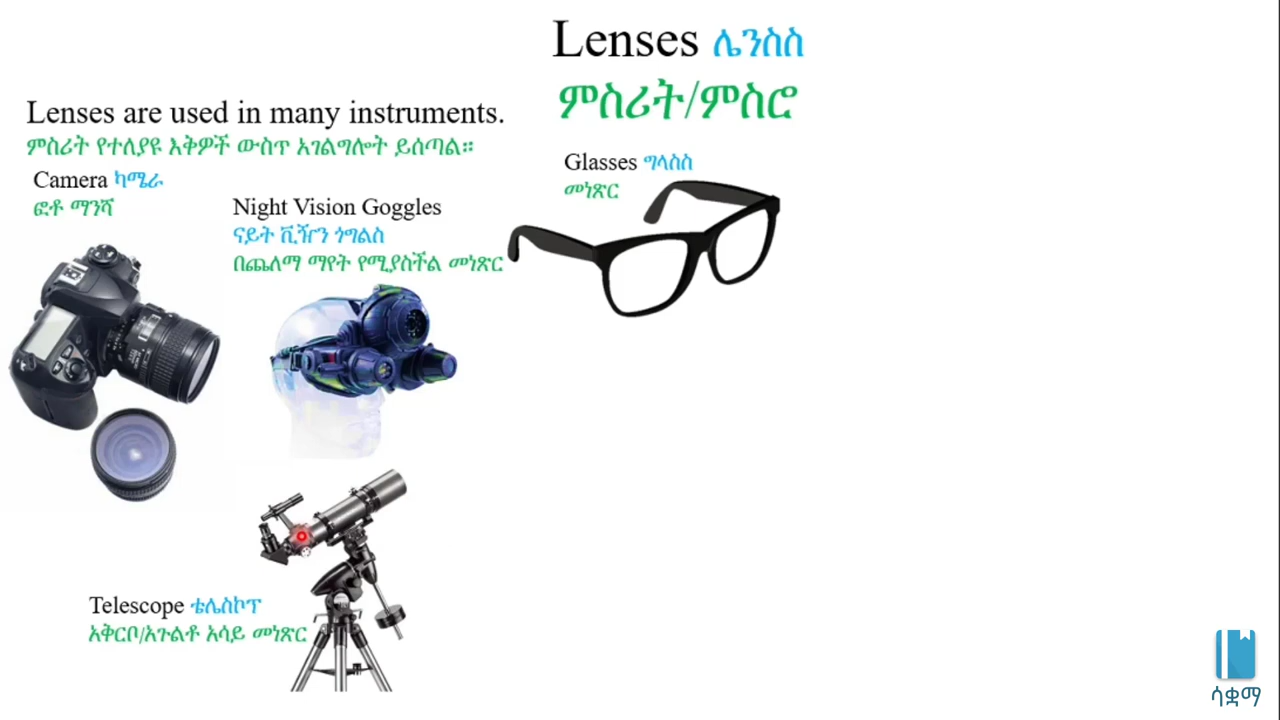 Lenses ሌንስስ
ምስሪት/ምስሮ
Lenses are used in many instruments.
ምስሪት የተለያዩ እቅዎች ውስጥ አገልግሎት ይሰጣል።
Camera ካሜራ
ፎቶ ማንሻ
Night Vision Goggles
ናይት ቪዥን ጎግልስ
በጨለማ ማየት የሚያስችል መነጽር
Glasses ግላስስ
መነጽር
Telescope ቴሌስኮፕ
አቅርቦ/አጉልቶ አሳይ መነጽር
ሳቋማ